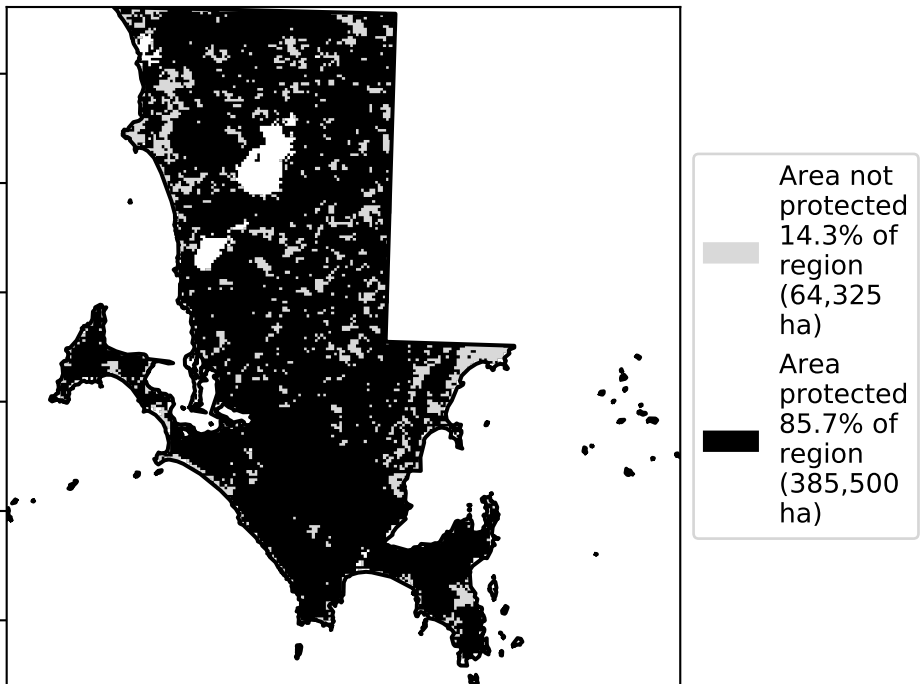 Area not
protected
14.3% of
region
(64,325
ha)
Area
protected
85.7% of
region
(385,500
ha)